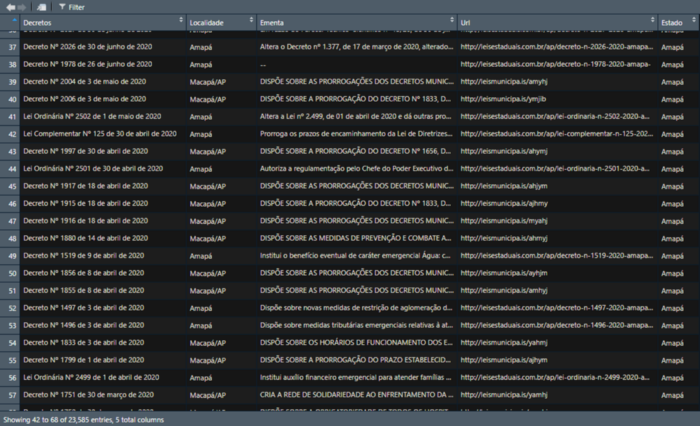 Filter
Decretos Localidade Ementa Url Estado
37 Decreto Nº 2026 de 30 de junho de 2020 Amapá Altera o Decreto nº 1.377, de 17 de março de 2020, alterado... http://leisestaduais.com.br/ap/decreto-n-2026-2020-amapa... Amapá
38 Decreto Nº 1978 de 26 de junho de 2020 Amapá -- http://leisestaduais.com.br/ap/decreto-n-1978-2020-amapa- Amapá
39 Decreto Nº 2004 de 3 de maio de 2020 Macapá/AP DISPÕE SOBRE AS PRORROGAÇÕES DOS DECRETOS MUNIC... http://leismunicipa.is/amyhj Amapá
40 Decreto Nº 2006 de 3 de maio de 2020 Macapá/AP DISPÕE SOBRE A PRORROGAÇÃO DO DECRETO Nº 1833, D... http://leismunicipa.is/ymjib Amapá
41 Lei Ordinária Nº 2502 de 1 de maio de 2020 Amapá Altera a Lei nº 2.499, de 01 de abril de 2020 e dá outras pro... http://leisestaduais.com.br/ap/lei-ordinaria-n-2502-2020-a... Amapá
42 Lei Complementar Nº 125 de 30 de abril de 2020 Amapá Prorroga os prazos de encaminhamento da Lei de Diretrizes... http://leisestaduais.com.br/ap/lei-complementar-n-125-202... Amapá
43 Decreto Nº 1997 de 30 de abril de 2020 Macapá/AP DISPÕE SOBRE A PRORROGAÇÃO DO DECRETO Nº 1656, D... http://leismunicipa.is/ahymj Amapá
44 Lei Ordinária Nº 2501 de 30 de abril de 2020 Amapá Autoriza a regulamentação pelo Chefe do Poder Executivo d... http://leisestaduais.com.br/ap/lei-ordinaria-n-2501-2020-a... Amapá
45 Decreto Nº 1917 de 18 de abril de 2020 Macapá/AP DISPÕE SOBRE AS PRORROGAÇÕES DOS DECRETOS MUNIC... http://leismunicipa.is/ahjym Amapá
46 Decreto Nº 1915 de 18 de abril de 2020 Macapá/AP DISPÕE SOBRE A PRORROGAÇÃO DO DECRETO Nº 1833, D... http://leismunicipa.is/ajhmy Amapá
47 Decreto Nº 1916 de 18 de abril de 2020 Macapá/AP DISPÕE SOBRE AS PRORROGAÇÕES DOS DECRETOS MUNIC... http://leismunicipa.is/myahj Amapá
48 Decreto Nº 1880 de 14 de abril de 2020 Macapá/AP DISPÕE SOBRE AS MEDIDAS DE PREVENÇÃO E COMBATE A... http://leismunicipa.is/ahmyj Amapá
49 Decreto Nº 1519 de 9 de abril de 2020 Amapá Institui o benefício eventual de caráter emergencial Água: c... http://leisestaduais.com.br/ap/decreto-n-1519-2020-amapa... Amapá
50 Decreto Nº 1856 de 8 de abril de 2020 Macapá/AP DISPÕE SOBRE AS PRORROGAÇÕES DOS DECRETOS MUNIC... http://leismunicipa.is/ayhjm Amapá
51 Decreto Nº 1855 de 8 de abril de 2020 Macapá/AP DISPÕE SOBRE AS PRORROGAÇÕES DOS DECRETOS MUNIC... http://leismunicipa.is/amhyj Amapá
52 Decreto Nº 1497 de 3 de abril de 2020 Amapá Dispõe sobre novas medidas de restrição de aglomeração d... http://leisestaduais.com.br/ap/decreto-n-1497-2020-amapa... Amapá
53 Decreto Nº 1496 de 3 de abril de 2020 Amapá Dispõe sobre medidas tributárias emergenciais relativas à at... http://leisestaduais.com.br/ap/decreto-n-1496-2020-amapa... Amapá
54 Decreto Nº 1833 de 3 de abril de 2020 Macapá/AP DISPÕE SOBRE OS HORÁRIOS DE FUNCIONAMENTO DOS E... http://leismunicipa.is/yahmj Amapá
55 Decreto Nº 1799 de 1 de abril de 2020 Macapá/AP DISPÕE SOBRE A PRORROGAÇÃO DO PRAZO ESTABELECID... http://leismunicipa.is/ajhym Amapá
56 Lei Ordinária Nº 2499 de 1 de abril de 2020 Amapá Institui auxílio financeiro emergencial para atender famílias ... http://leisestaduais.com.br/ap/lei-ordinaria-n-2499-2020-a... Amapá
57 Decreto Nº 1751 de 30 de março de 2020 Macapá/AP CRIA A REDE DE SOLIDARIEDADE AO ENFRENTAMENTO DA... http://leismunicipa.is/yamhj Amapá
Showing 42 to 68 of 23,585 entries, 5 total columns